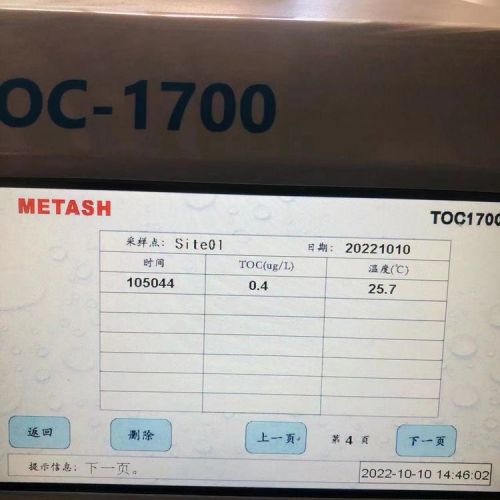 OC-1700
METASH
TOC1700
采样点: Site01 日期: 20221010
时间 TOC(ug/L) 温度(℃)
105044 0.4 25.7
返回 删除 上一页 第 4 页 下一页
提示信息: 下一页。 2022-10-10 14:46:02